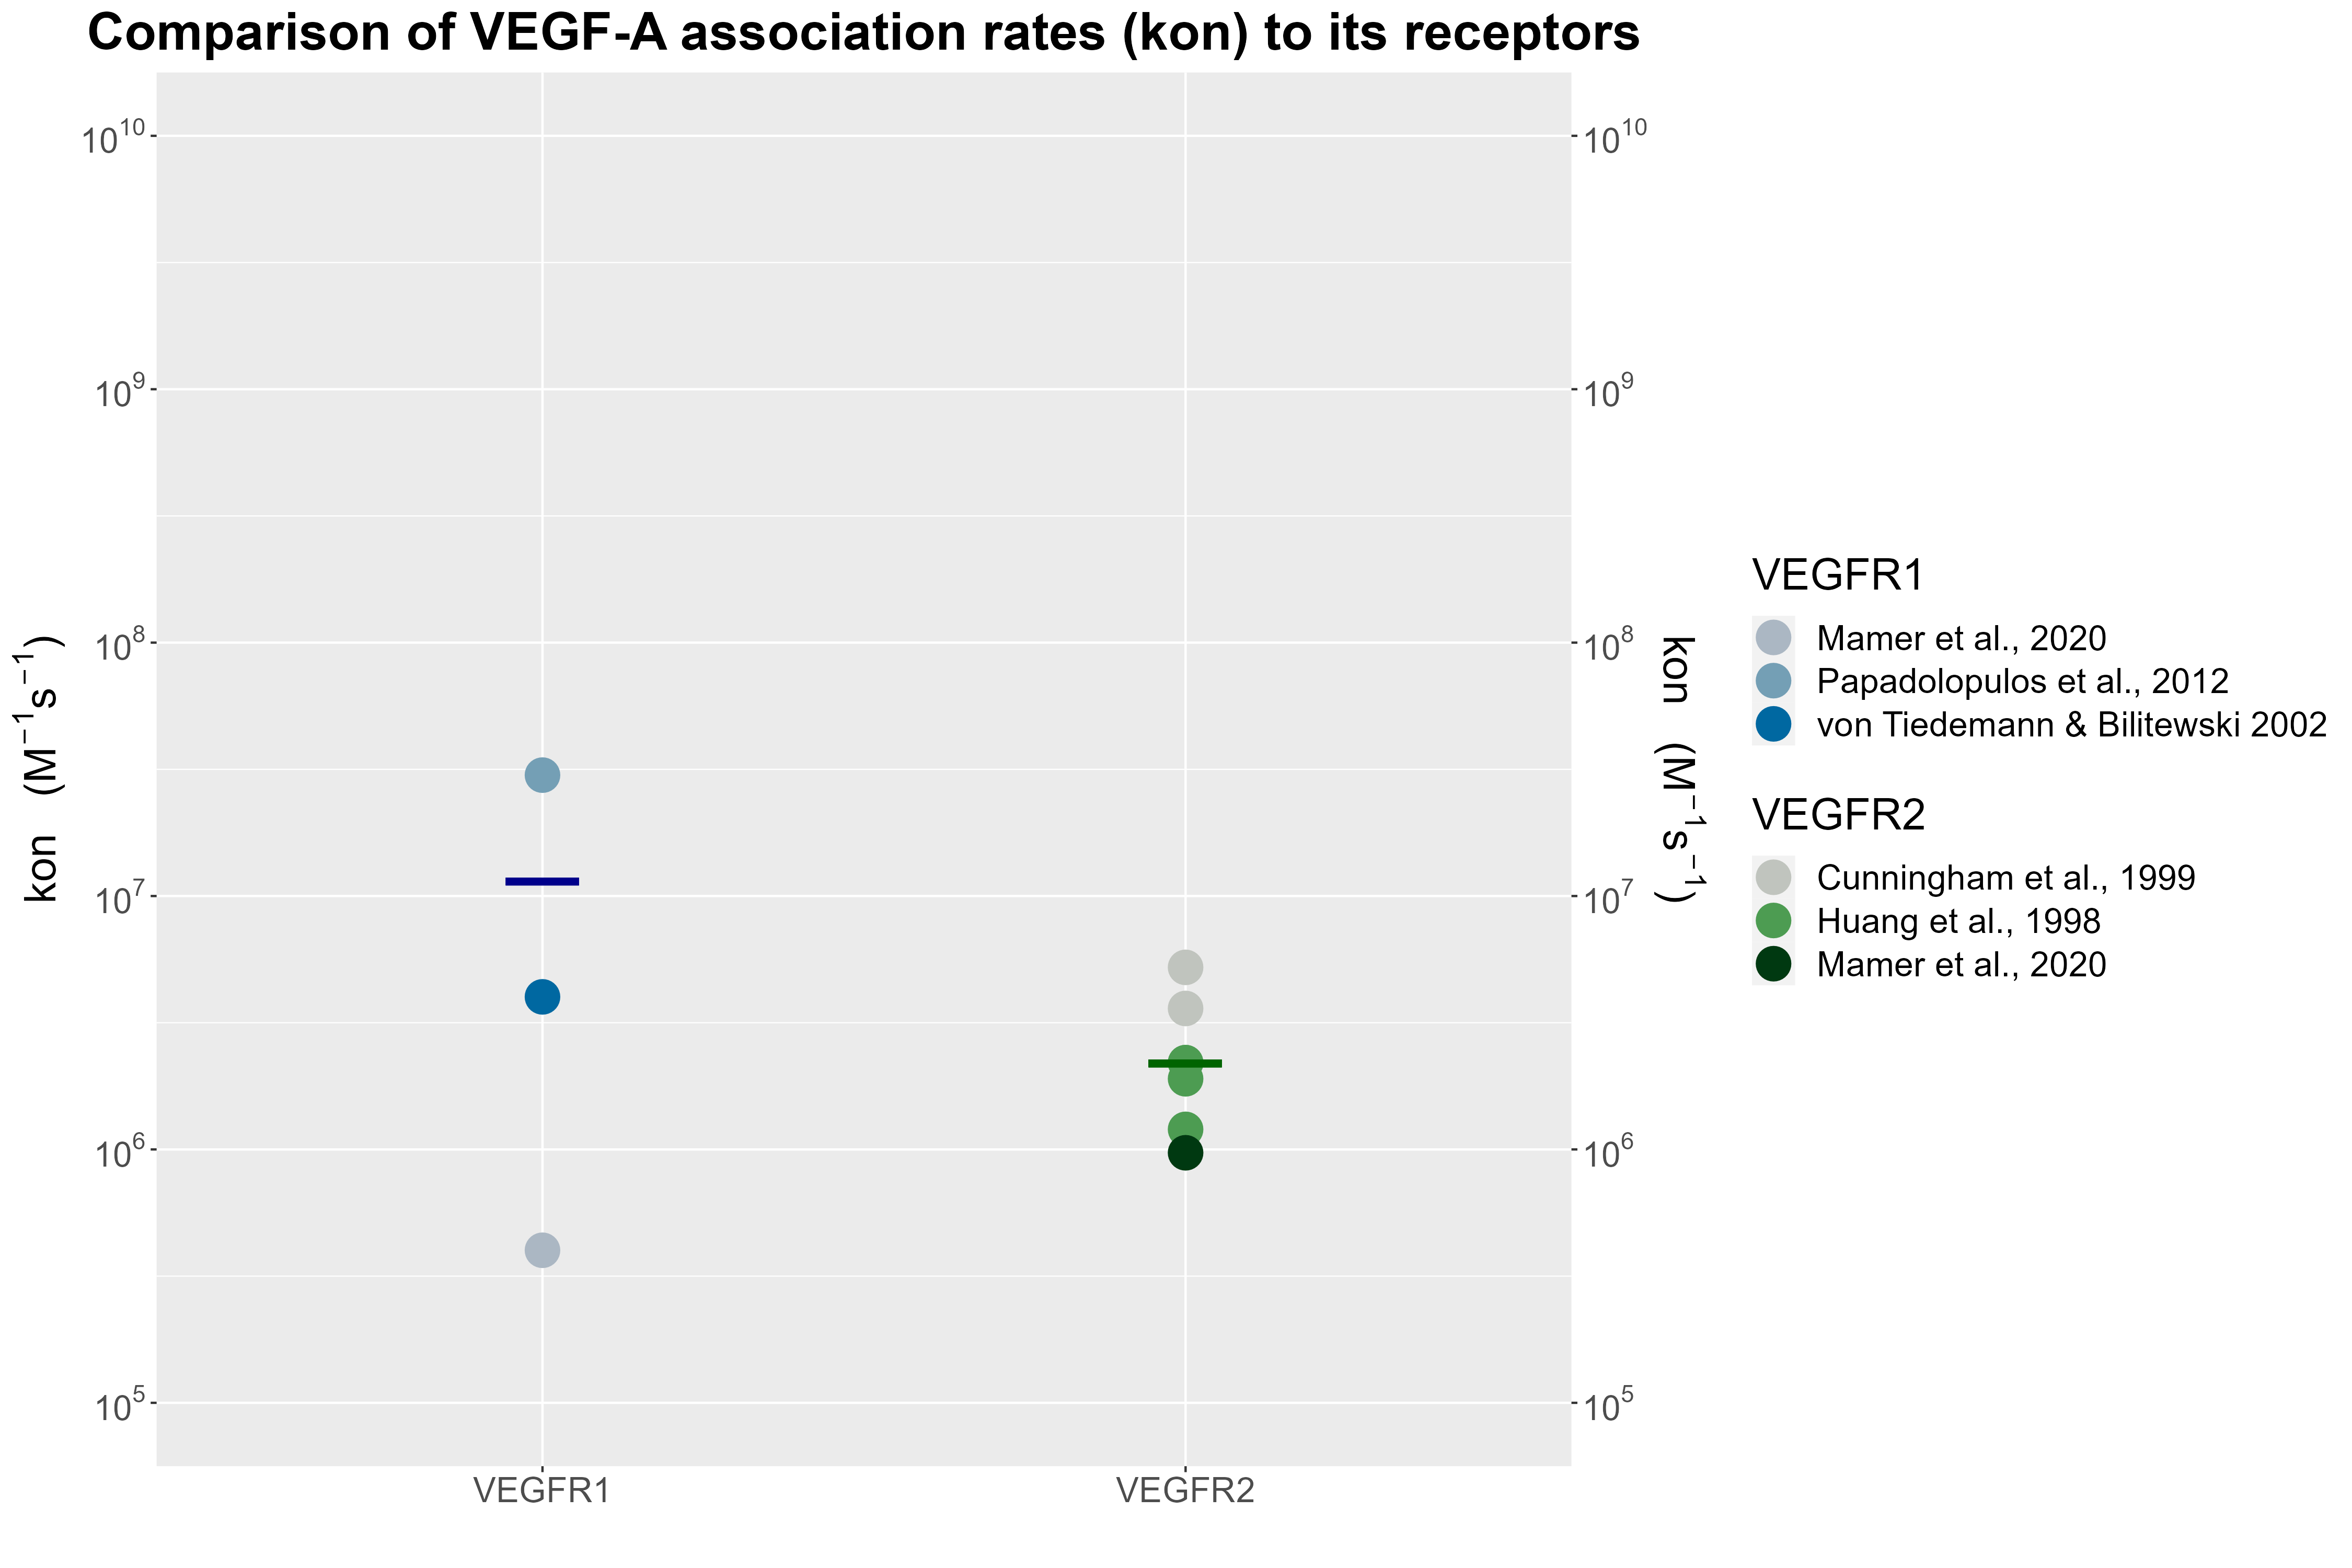 Comparison of VEGF-A association rates (kon) to its receptors
10^10
10^9
10^8
10^7
10^6
10^5
kon (M^−1s^−1)
VEGFR1
VEGFR2
10^10
10^9
10^8
10^7
10^6
10^5
kon (M^−1s^−1)
VEGFR1
Mamer et al., 2020
Papadolopulos et al., 2012
von Tiedemann & Bilitewski 2002
VEGFR2
Cunningham et al., 1999
Huang et al., 1998
Mamer et al., 2020